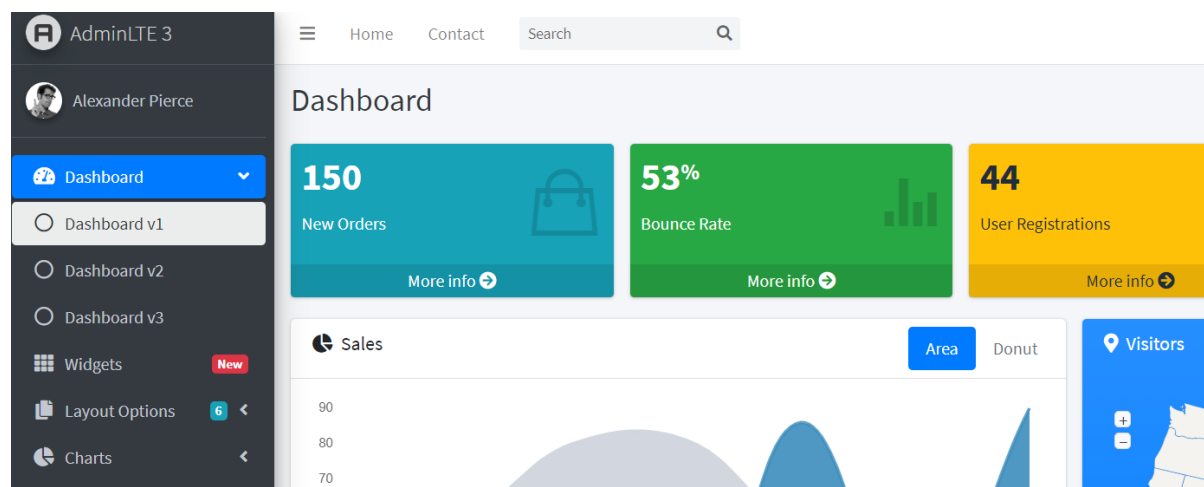 AdminLTE 3
Alexander Pierce
Dashboard
Dashboard v1
Dashboard v2
Dashboard v3
Widgets New
Layout Options 6
Charts
Home Contact Search
Dashboard
150
New Orders
More info
53%
Bounce Rate
More info
44
User Registrations
More info
Sales
Area Donut
90
80
70
Visitors
+
−